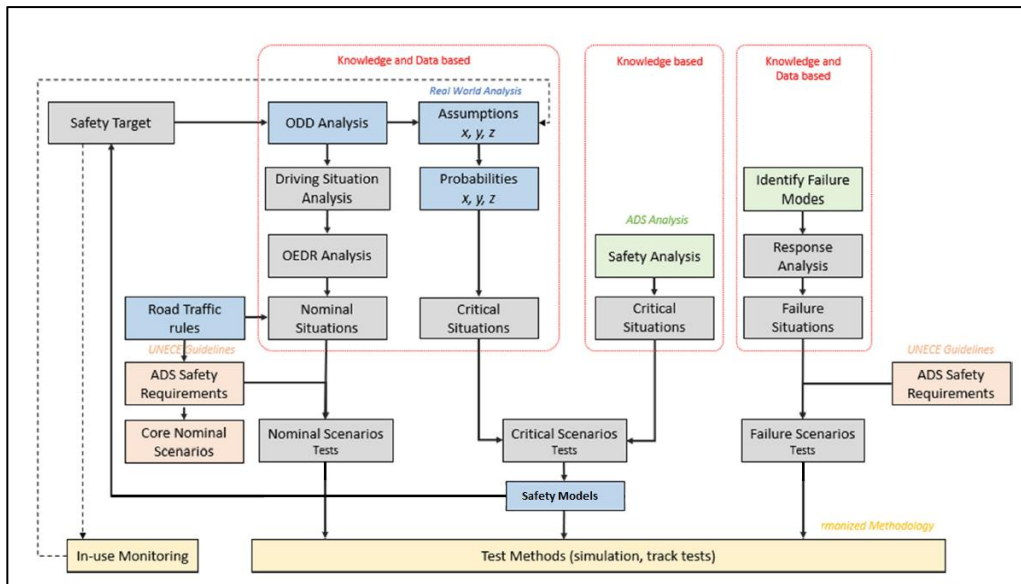 Knowledge and Data based
Knowledge based
Knowledge and
Data based
Real World Analysis
Safety Target
ODD Analysis
Assumptions
x, y, z
Driving Situation
Analysis
Probabilities
x, y, z
Identify Failure
Modes
ADS Analysis
OEDR Analysis
Safety Analysis
Response
Analysis
Road Traffic
rules
Nominal
Situations
Critical
Situations
Critical
Situations
Failure
Situations
UNECE Guidelines
UNECE Guidelines
ADS Safety
Requirements
ADS Safety
Requirements
Core Nominal
Scenarios
Nominal Scenarios
Tests
Critical Scenarios
Tests
Failure Scenarios
Tests
Safety Models
rmonized Methodology
In-use Monitoring
Test Methods (simulation, track tests)